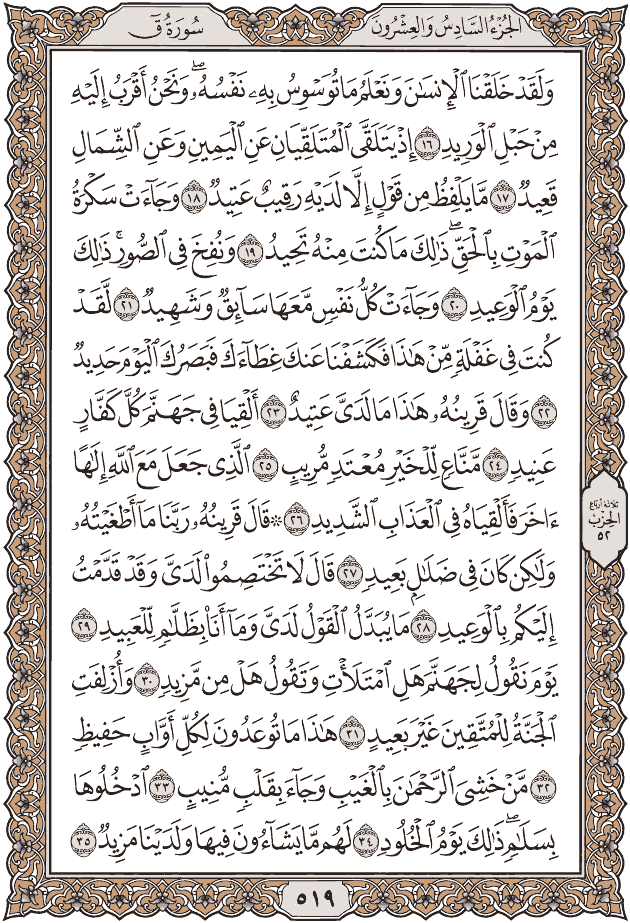 الجُزْءُ السَّادِسُ وَالعِشْرُونَ
سُورَةُ قٓ
وَلَقَدْ خَلَقْنَا ٱلْإِنسَٰنَ وَنَعْلَمُ مَا تُوَسْوِسُ بِهِۦ نَفْسُهُۥۖ وَنَحْنُ أَقْرَبُ إِلَيْهِ
مِنْ حَبْلِ ٱلْوَرِيدِ ١٦ إِذْ يَتَلَقَّى ٱلْمُتَلَقِّيَانِ عَنِ ٱلْيَمِينِ وَعَنِ ٱلشِّمَالِ
قَعِيدٌ ١٧ مَّا يَلْفِظُ مِن قَوْلٍ إِلَّا لَدَيْهِ رَقِيبٌ عَتِيدٌ ١٨ وَجَآءَتْ سَكْرَةُ
ٱلْمَوْتِ بِٱلْحَقِّۖ ذَٰلِكَ مَا كُنتَ مِنْهُ تَحِيدُ ١٩ وَنُفِخَ فِى ٱلصُّورِۚ ذَٰلِكَ
يَوْمُ ٱلْوَعِيدِ ٢٠ وَجَآءَتْ كُلُّ نَفْسٍ مَّعَهَا سَآئِقٌ وَشَهِيدٌ ٢١ لَّقَدْ
كُنتَ فِى غَفْلَةٍ مِّنْ هَٰذَا فَكَشَفْنَا عَنكَ غِطَآءَكَ فَبَصَرُكَ ٱلْيَوْمَ حَدِيدٌ
٢٢ وَقَالَ قَرِينُهُۥ هَٰذَا مَا لَدَىَّ عَتِيدٌ ٢٣ أَلْقِيَا فِى جَهَنَّمَ كُلَّ كَفَّارٍ
عَنِيدٍ ٢٤ مَّنَّاعٍ لِّلْخَيْرِ مُعْتَدٍ مُّرِيبٍ ٢٥ ٱلَّذِى جَعَلَ مَعَ ٱللَّهِ إِلَٰهًا
ءَاخَرَ فَأَلْقِيَاهُ فِى ٱلْعَذَابِ ٱلشَّدِيدِ ٢٦ ۞ قَالَ قَرِينُهُۥ رَبَّنَا مَآ أَطْغَيْتُهُۥ
وَلَٰكِن كَانَ فِى ضَلَٰلٍۭ بَعِيدٍ ٢٧ قَالَ لَا تَخْتَصِمُوا۟ لَدَىَّ وَقَدْ قَدَّمْتُ
إِلَيْكُم بِٱلْوَعِيدِ ٢٨ مَا يُبَدَّلُ ٱلْقَوْلُ لَدَىَّ وَمَآ أَنَا۠ بِظَلَّٰمٍ لِّلْعَبِيدِ ٢٩
يَوْمَ نَقُولُ لِجَهَنَّمَ هَلِ ٱمْتَلَأْتِ وَتَقُولُ هَلْ مِن مَّزِيدٍ ٣٠ وَأُزْلِفَتِ
ٱلْجَنَّةُ لِلْمُتَّقِينَ غَيْرَ بَعِيدٍ ٣١ هَٰذَا مَا تُوعَدُونَ لِكُلِّ أَوَّابٍ حَفِيظٍ
٣٢ مَّنْ خَشِىَ ٱلرَّحْمَٰنَ بِٱلْغَيْبِ وَجَآءَ بِقَلْبٍ مُّنِيبٍ ٣٣ ٱدْخُلُوهَا
بِسَلَٰمٍۖ ذَٰلِكَ يَوْمُ ٱلْخُلُودِ ٣٤ لَهُم مَّا يَشَآءُونَ فِيهَا وَلَدَيْنَا مَزِيدٌ ٣٥
ثلاثة أرباع
الحزب
٥٢
٥١٩